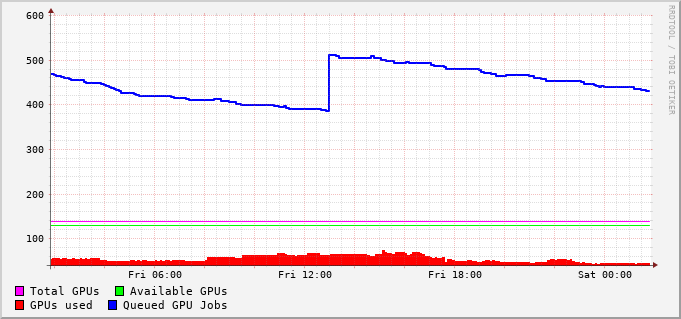 600
500
400
300
200
100
Fri 06:00 Fri 12:00 Fri 18:00 Sat 00:00
Total GPUs Available GPUs
GPUs used Queued GPU Jobs
RRDTOOL / TOBI OETIKER